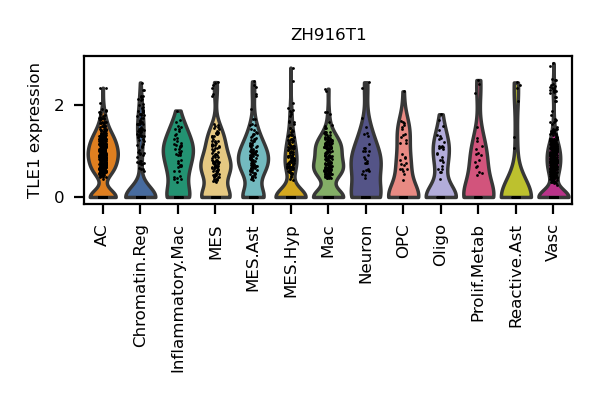 ZH916T1
TLE1 expression
2
0
AC
Chromatin.Reg
Inflammatory.Mac
MES
MES.Ast
MES.Hyp
Mac
Neuron
OPC
Oligo
Prolif.Metab
Reactive.Ast
Vasc